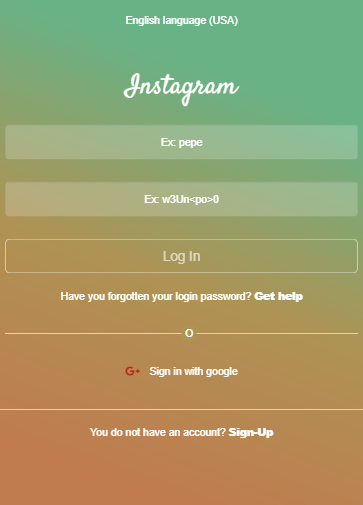 English language (USA)
Instagram
Ex: pepe
Ex: w3Un<po>0
Log In
Have you forgotten your login password? Get help
O
G+ Sign in with google
You do not have an account? Sign-Up